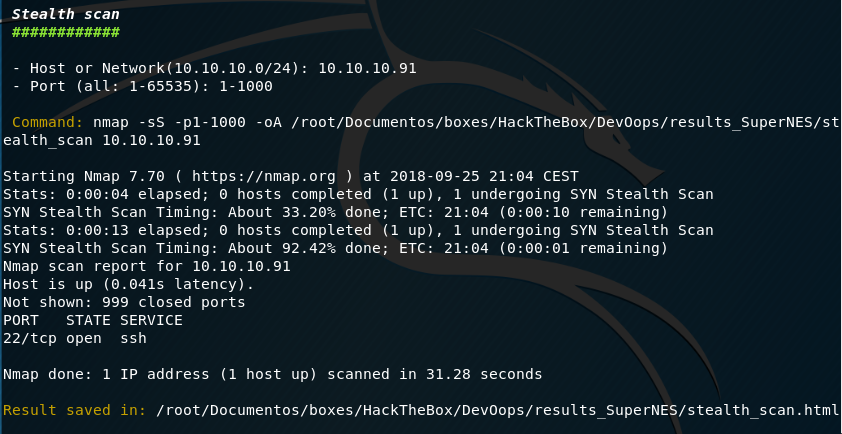 Stealth scan
############
- Host or Network(10.10.10.0/24): 10.10.10.91
- Port (all: 1-65535): 1-1000
Command: nmap -sS -p1-1000 -oA /root/Documentos/boxes/HackTheBox/DevOops/results_SuperNES/st
ealth_scan 10.10.10.91
Starting Nmap 7.70 ( https://nmap.org ) at 2018-09-25 21:04 CEST
Stats: 0:00:04 elapsed; 0 hosts completed (1 up), 1 undergoing SYN Stealth Scan
SYN Stealth Scan Timing: About 33.20% done; ETC: 21:04 (0:00:10 remaining)
Stats: 0:00:13 elapsed; 0 hosts completed (1 up), 1 undergoing SYN Stealth Scan
SYN Stealth Scan Timing: About 92.42% done; ETC: 21:04 (0:00:01 remaining)
Nmap scan report for 10.10.10.91
Host is up (0.041s latency).
Not shown: 999 closed ports
PORT   STATE SERVICE
22/tcp open  ssh
Nmap done: 1 IP address (1 host up) scanned in 31.28 seconds
Result saved in: /root/Documentos/boxes/HackTheBox/DevOops/results_SuperNES/stealth_scan.html